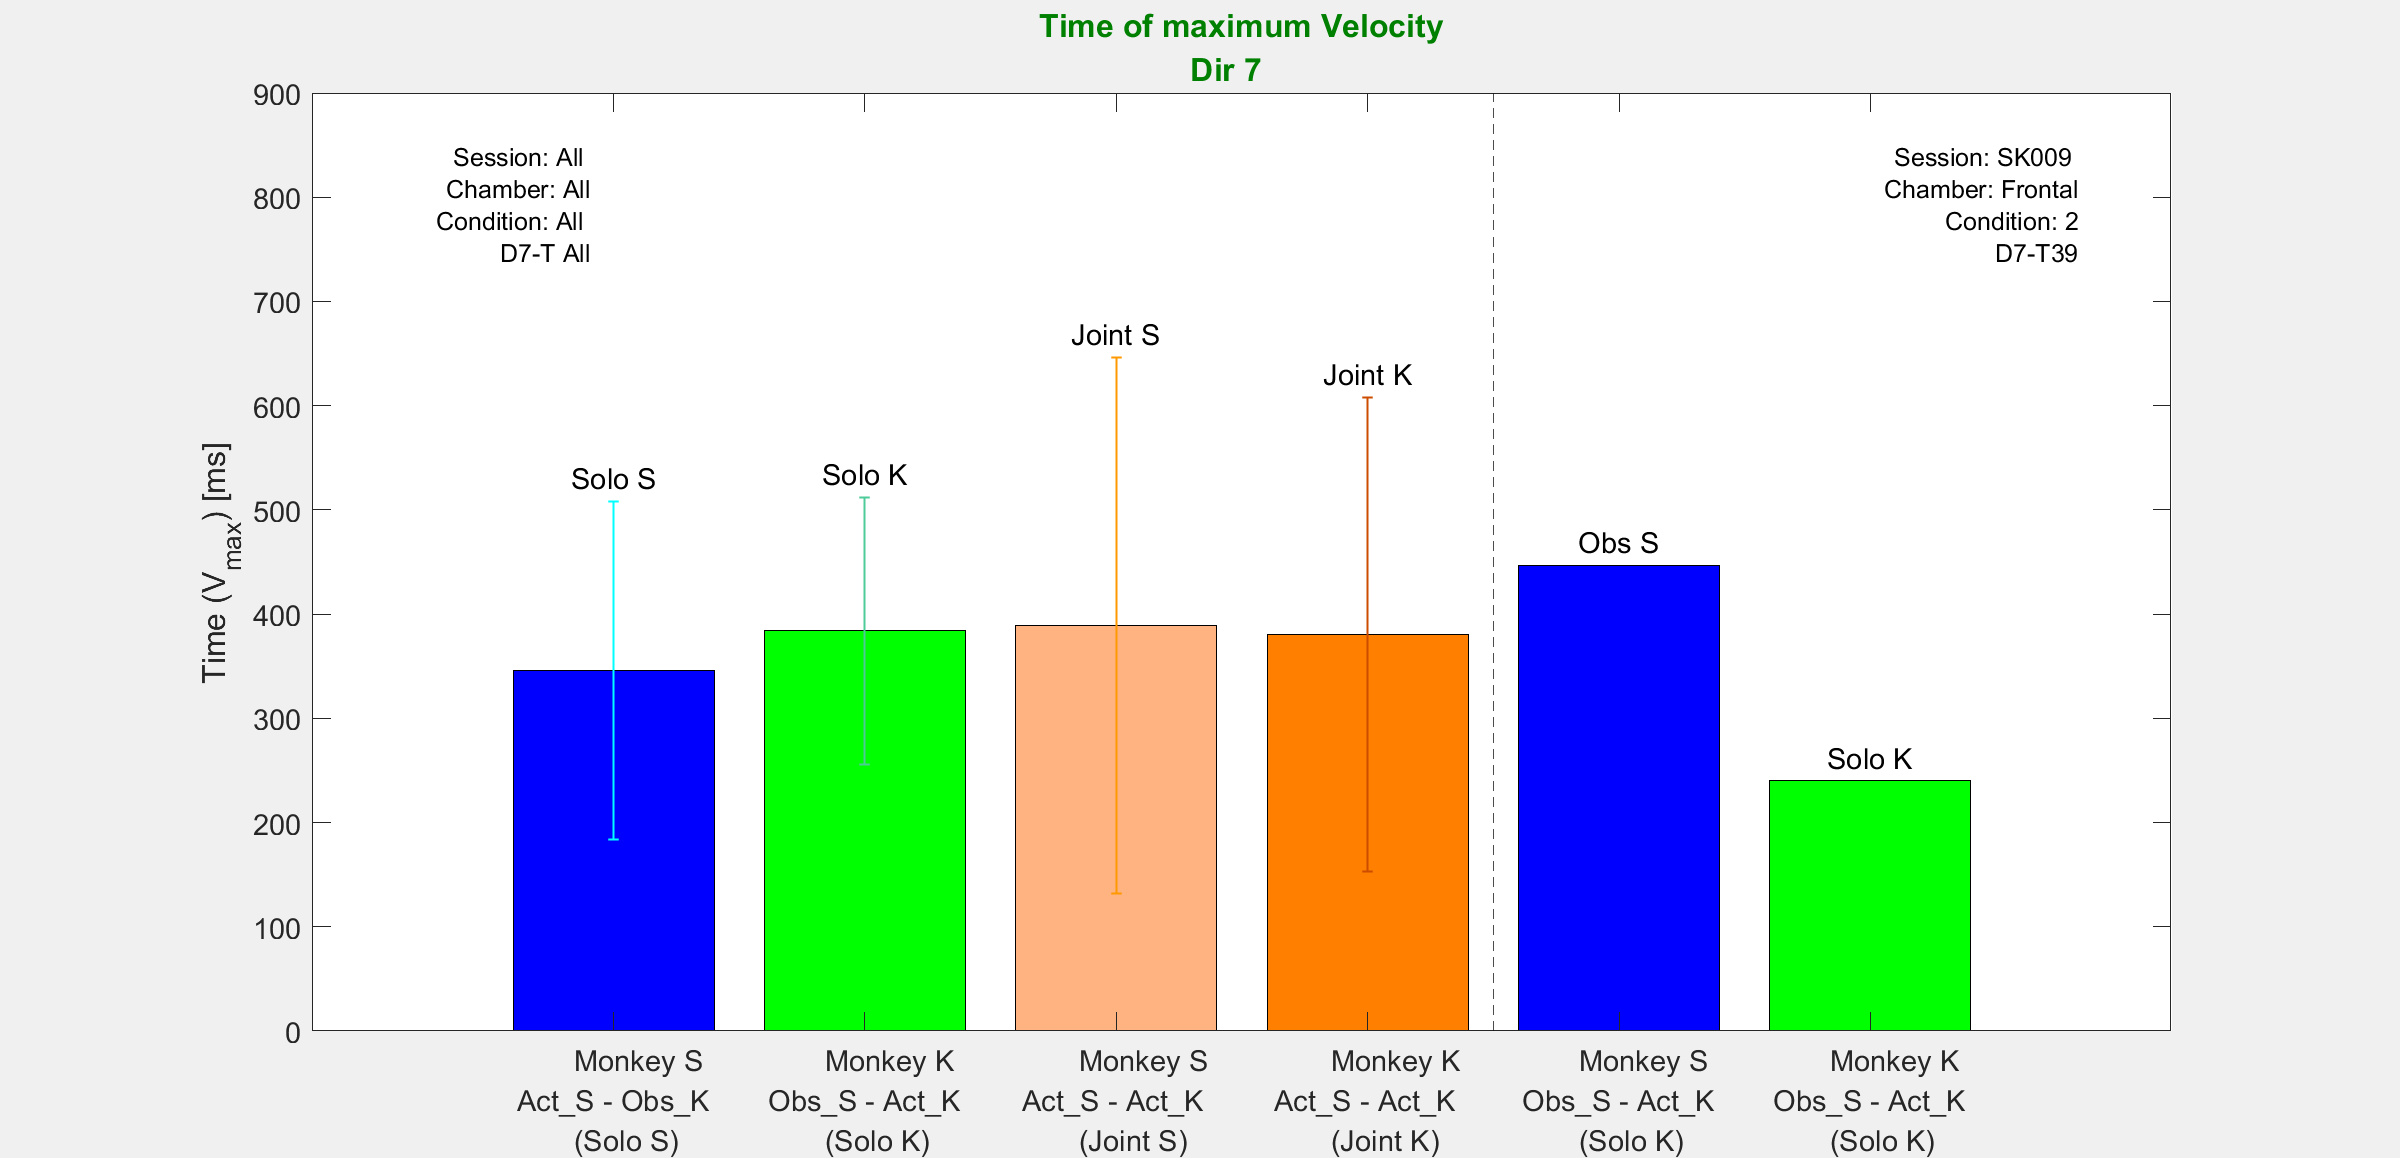 Time of maximum Velocity
Dir 7
Session: All
Chamber: All
Condition: All
D7-T All
Session: SK009
Chamber: Frontal
Condition: 2
D7-T39
Time (Vmax) [ms]
900
800
700
600
500
400
300
200
100
0
Solo S
Solo K
Joint S
Joint K
Obs S
Solo K
Monkey S
Act_S - Obs_K
(Solo S)
Monkey K
Obs_S - Act_K
(Solo K)
Monkey S
Act_S - Act_K
(Joint S)
Monkey K
Act_S - Act_K
(Joint K)
Monkey S
Obs_S - Act_K
(Solo K)
Monkey K
Obs_S - Act_K
(Solo K)